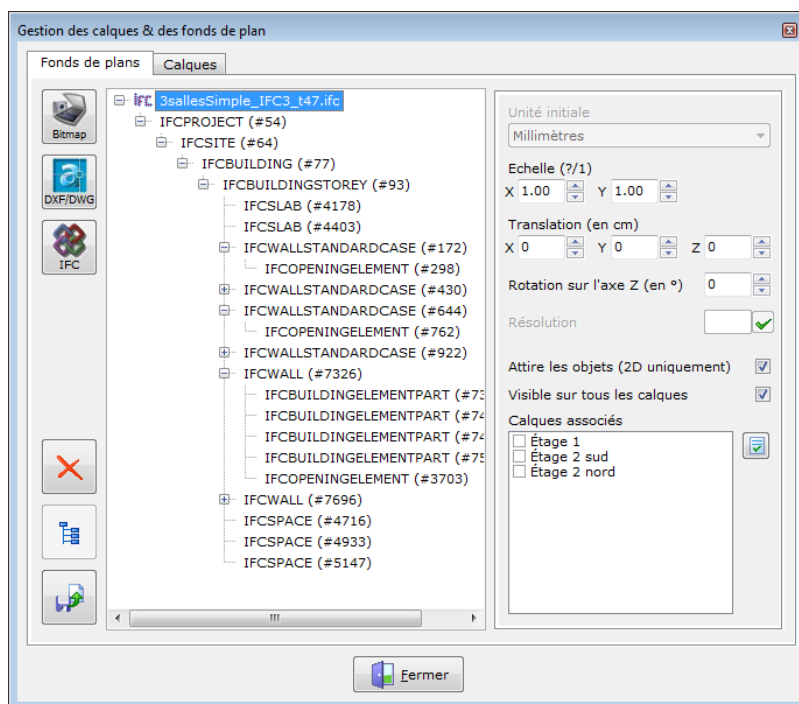 Gestion des calques & des fonds de plan
Fonds de plans
Calques
Bitmap
DXF/DWG
IFC
IFC 3sallesSimple_IFC3_t47.ifc
IFCPROJECT (#54)
IFCSITE (#64)
IFCBUILDING (#77)
IFCBUILDINGSTOREY (#93)
IFCSLAB (#4178)
IFCSLAB (#4403)
IFCWALLSTANDARDCASE (#172)
IFCOPENINGELEMENT (#298)
IFCWALLSTANDARDCASE (#430)
IFCWALLSTANDARDCASE (#644)
IFCOPENINGELEMENT (#762)
IFCWALLSTANDARDCASE (#922)
IFCWALL (#7326)
IFCBUILDINGELEMENTPART (#73
IFCBUILDINGELEMENTPART (#74
IFCBUILDINGELEMENTPART (#74
IFCBUILDINGELEMENTPART (#75
IFCOPENINGELEMENT (#3703)
IFCWALL (#7696)
IFCSPACE (#4716)
IFCSPACE (#4933)
IFCSPACE (#5147)
Unité initiale
Millimètres
Echelle (?/1)
X 1.00 Y 1.00
Translation (en cm)
X 0 Y 0 Z 0
Rotation sur l'axe Z (en °) 0
Résolution
Attire les objets (2D uniquement)
Visible sur tous les calques
Calques associés
Étage 1
Étage 2 sud
Étage 2 nord
Fermer